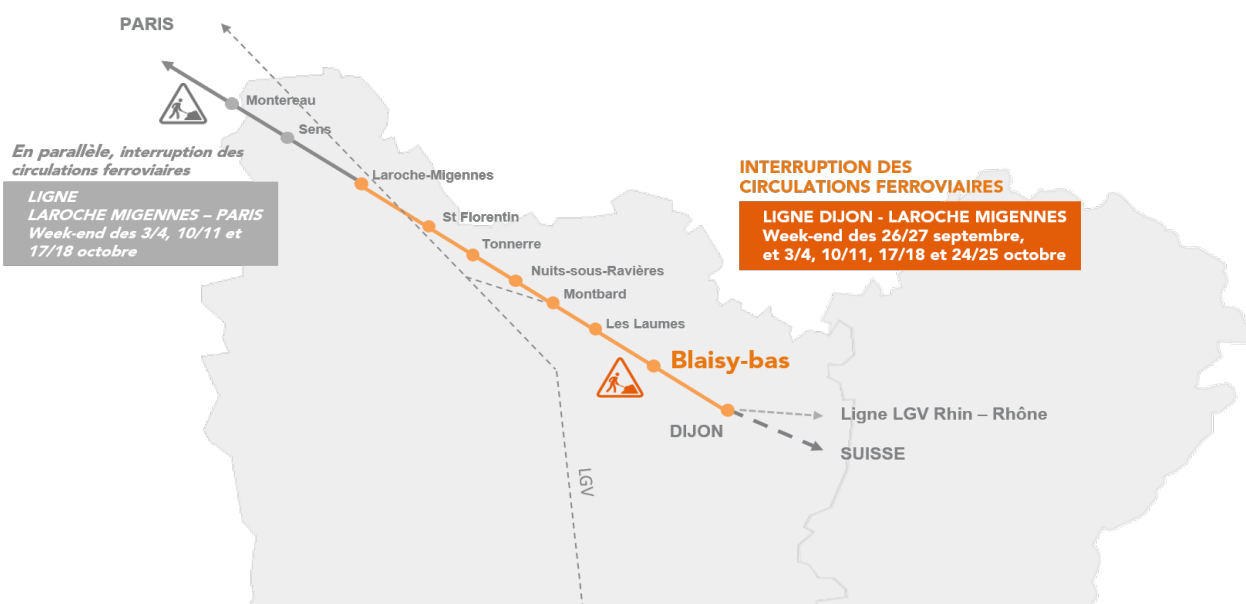 PARIS
Montereau
Sens
En parallèle, interruption des
circulations ferroviaires
LIGNE
LAROCHE MIGENNES – PARIS
Week-end des 3/4, 10/11 et
17/18 octobre
Laroche-Migennes
INTERRUPTION DES
CIRCULATIONS FERROVIAIRES
LIGNE DIJON - LAROCHE MIGENNES
Week-end des 26/27 septembre,
et 3/4, 10/11, 17/18 et 24/25 octobre
St Florentin
Tonnerre
Nuits-sous-Ravières
Montbard
Les Laumes
Blaisy-bas
DIJON
Ligne LGV Rhin – Rhône
SUISSE
LGV